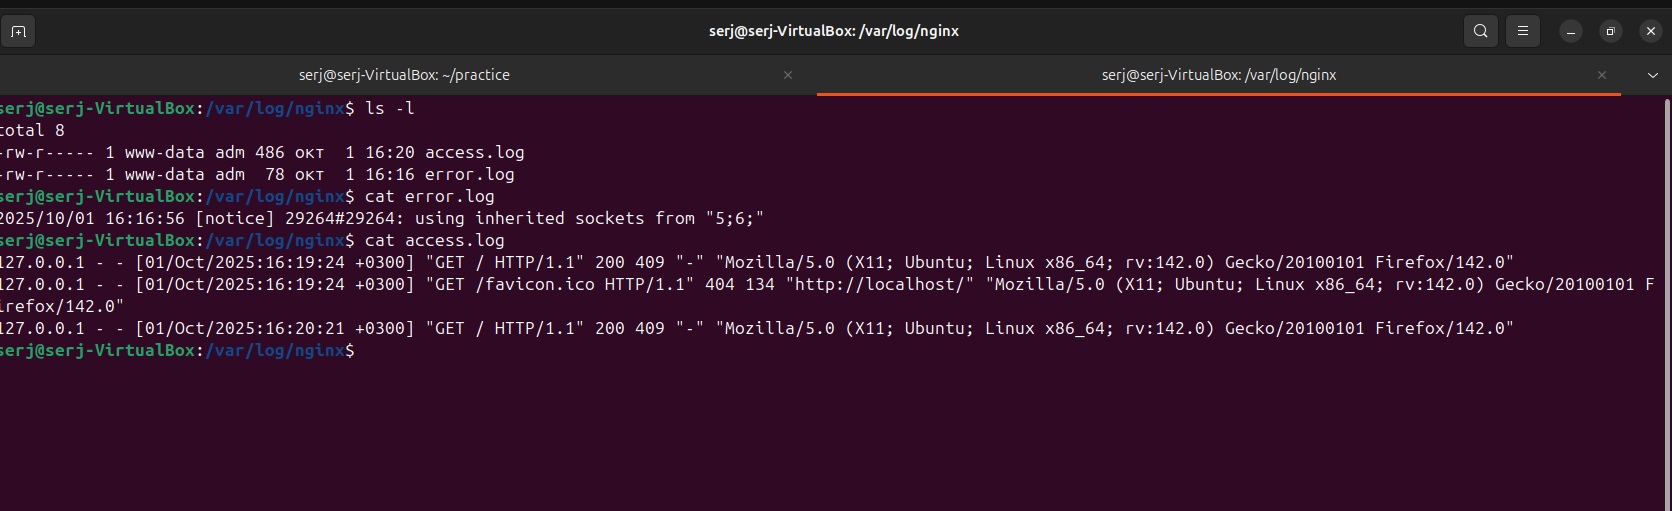 serj@serj-VirtualBox: /var/log/nginx
serj@serj-VirtualBox: ~/practice
serj@serj-VirtualBox: /var/log/nginx
serj@serj-VirtualBox:/var/log/nginx$ ls -l
total 8
-rw-r----- 1 www-data adm 486 окт  1 16:20 access.log
-rw-r----- 1 www-data adm  78 окт  1 16:16 error.log
serj@serj-VirtualBox:/var/log/nginx$ cat error.log
2025/10/01 16:16:56 [notice] 29264#29264: using inherited sockets from "5;6;"
serj@serj-VirtualBox:/var/log/nginx$ cat access.log
127.0.0.1 - - [01/Oct/2025:16:19:24 +0300] "GET / HTTP/1.1" 200 409 "-" "Mozilla/5.0 (X11; Ubuntu; Linux x86_64; rv:142.0) Gecko/20100101 Firefox/142.0"
127.0.0.1 - - [01/Oct/2025:16:19:24 +0300] "GET /favicon.ico HTTP/1.1" 404 134 "http://localhost/" "Mozilla/5.0 (X11; Ubuntu; Linux x86_64; rv:142.0) Gecko/20100101 F
irefox/142.0"
127.0.0.1 - - [01/Oct/2025:16:20:21 +0300] "GET / HTTP/1.1" 200 409 "-" "Mozilla/5.0 (X11; Ubuntu; Linux x86_64; rv:142.0) Gecko/20100101 Firefox/142.0"
serj@serj-VirtualBox:/var/log/nginx$